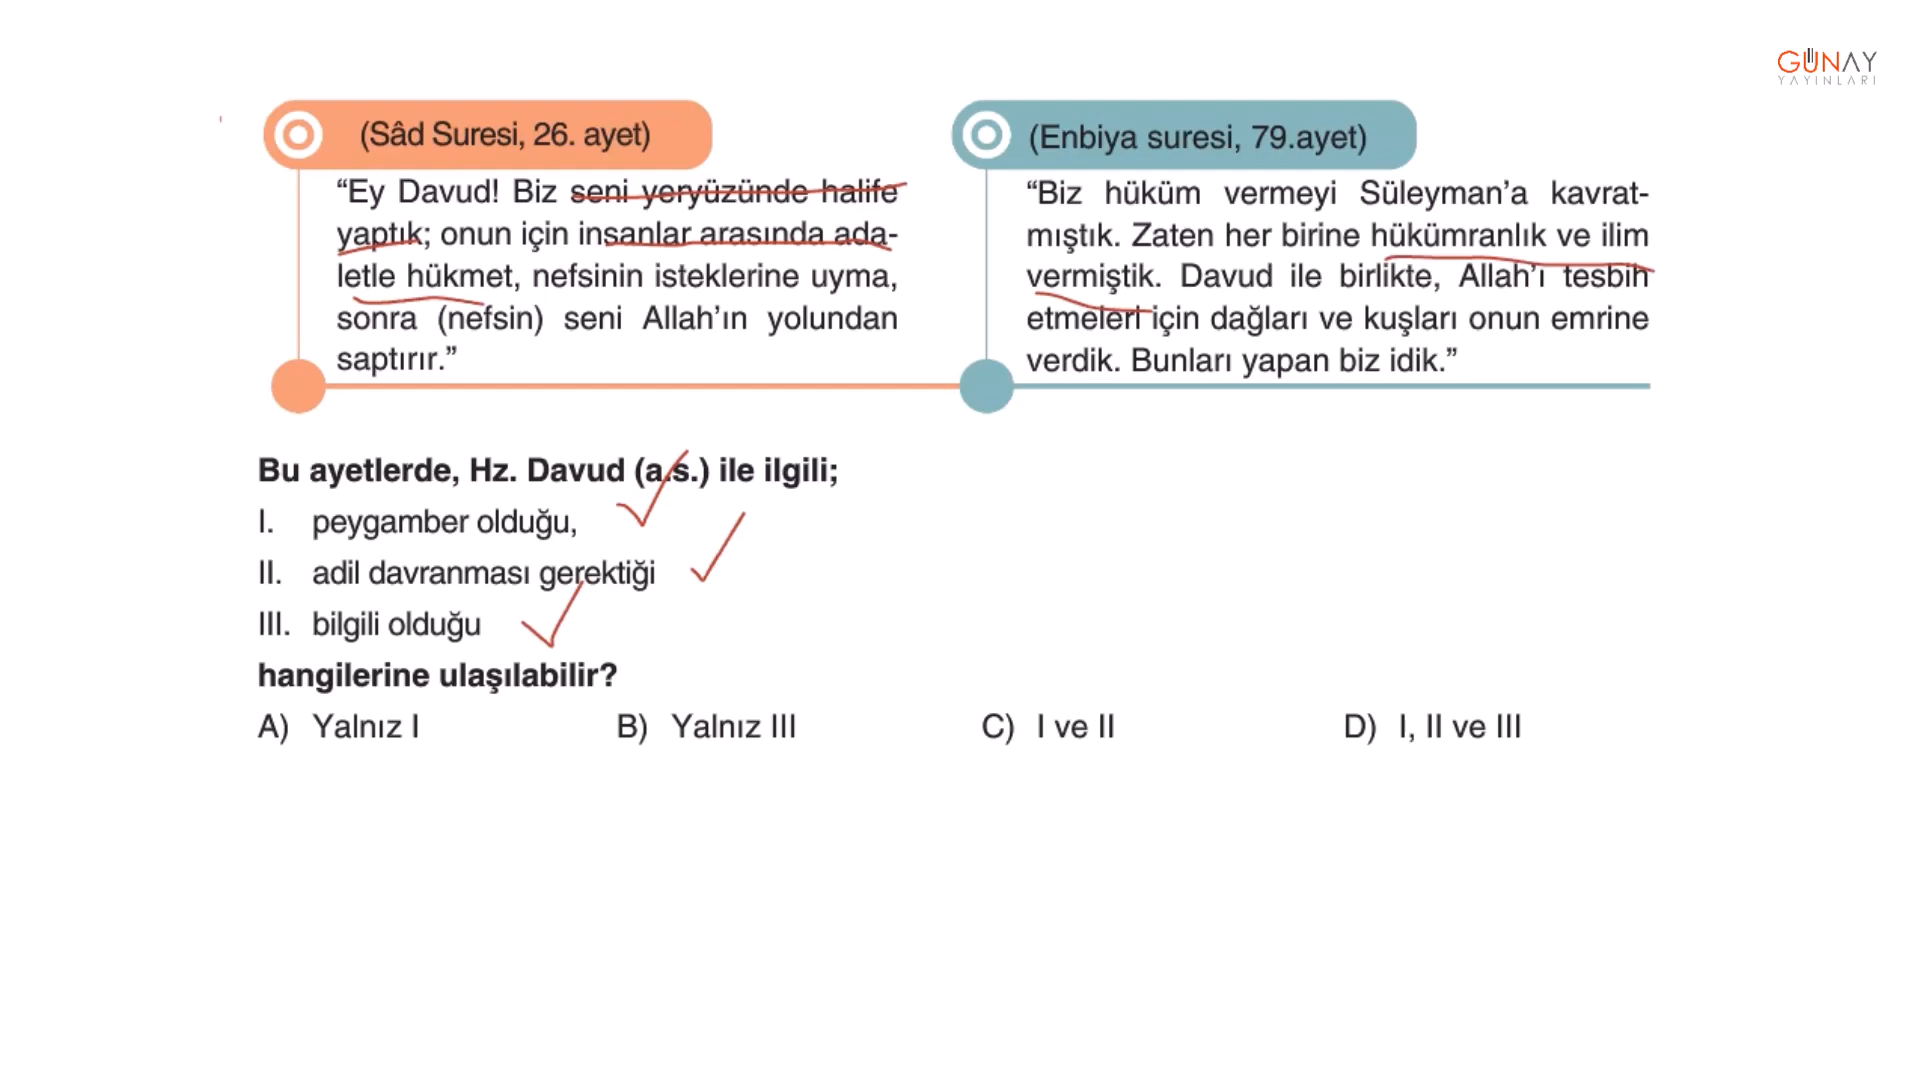 GÜNAY
YAYINLARI
(Sâd Suresi, 26. ayet)
“Ey Davud! Biz seni yeryüzünde halife
yaptık; onun için insanlar arasında ada-
letle hükmet, nefsinin isteklerine uyma,
sonra (nefsin) seni Allah’ın yolundan
saptırır.”
(Enbiya suresi, 79.ayet)
“Biz hüküm vermeyi Süleyman’a kavrat-
mıştık. Zaten her birine hükümranlık ve ilim
vermiştik. Davud ile birlikte, Allah’ı tesbih
etmeleri için dağları ve kuşları onun emrine
verdik. Bunları yapan biz idik.”
Bu ayetlerde, Hz. Davud (a.s.) ile ilgili;
I. peygamber olduğu,
II. adil davranması gerektiği
III. bilgili olduğu
hangilerine ulaşılabilir?
A) Yalnız I B) Yalnız III C) I ve II D) I, II ve III